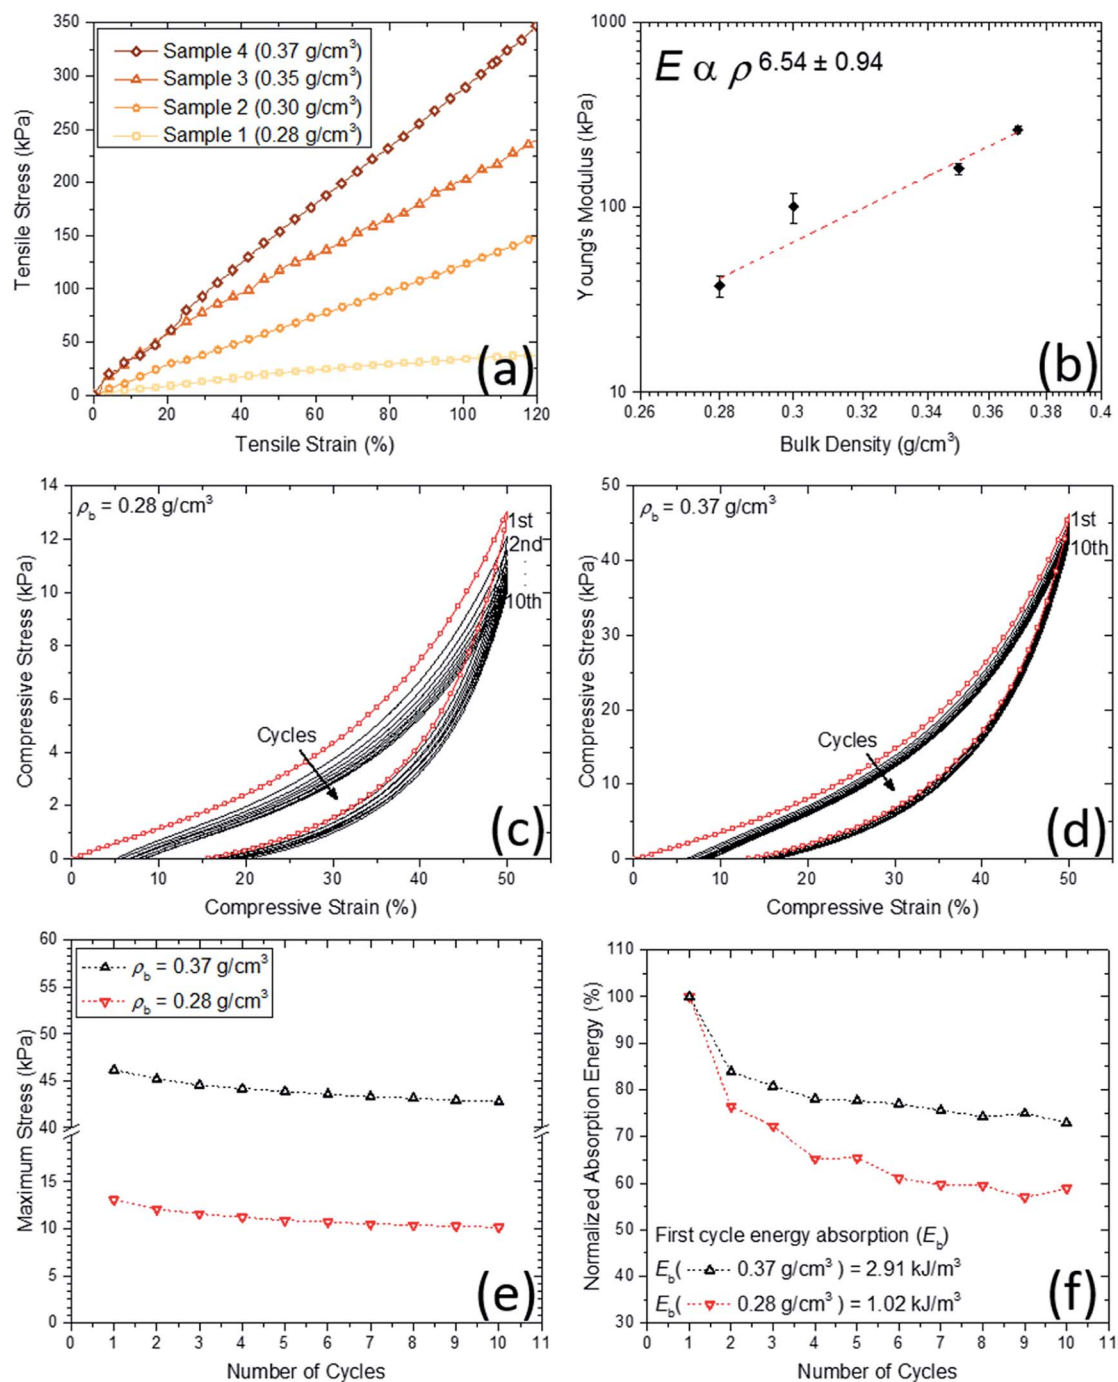 350
300
250
200
150
100
50
0
Tensile Stress (kPa)
Sample 4 (0.37 g/cm³)
Sample 3 (0.35 g/cm³)
Sample 2 (0.30 g/cm³)
Sample 1 (0.28 g/cm³)
(a)
0 20 40 60 80 100 120
Tensile Strain (%)
1000
100
10
Young's Modulus (kPa)
E α ρ 6.54 ± 0.94
(b)
0.26 0.28 0.3 0.32 0.34 0.36 0.38 0.4
Bulk Density (g/cm³)
14
12
10
8
6
4
2
0
Compressive Stress (kPa)
ρb = 0.28 g/cm³
1st
2nd
10th
Cycles
(c)
0 10 20 30 40 50
Compressive Strain (%)
50
40
30
20
10
0
Compressive Stress (kPa)
ρb = 0.37 g/cm³
1st
10th
Cycles
(d)
0 10 20 30 40 50
Compressive Strain (%)
60
55
50
45
40
15
10
5
0
Maximum Stress (kPa)
ρb = 0.37 g/cm³
ρb = 0.28 g/cm³
(e)
0 1 2 3 4 5 6 7 8 9 10 11
Number of Cycles
110
100
90
80
70
60
50
40
30
Normalized Absorption Energy (%)
First cycle energy absorption (Eb)
Eb( 0.37 g/cm³ ) = 2.91 kJ/m³
Eb( 0.28 g/cm³ ) = 1.02 kJ/m³
(f)
0 1 2 3 4 5 6 7 8 9 10 11
Number of Cycles